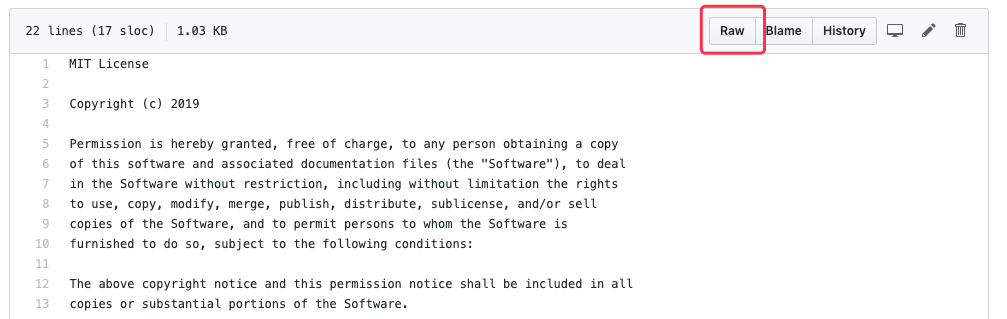 22 lines (17 sloc) 1.03 KB Raw Blame History
1 MIT License
2
3 Copyright (c) 2019
4
5 Permission is hereby granted, free of charge, to any person obtaining a copy
6 of this software and associated documentation files (the "Software"), to deal
7 in the Software without restriction, including without limitation the rights
8 to use, copy, modify, merge, publish, distribute, sublicense, and/or sell
9 copies of the Software, and to permit persons to whom the Software is
10 furnished to do so, subject to the following conditions:
11
12 The above copyright notice and this permission notice shall be included in all
13 copies or substantial portions of the Software.